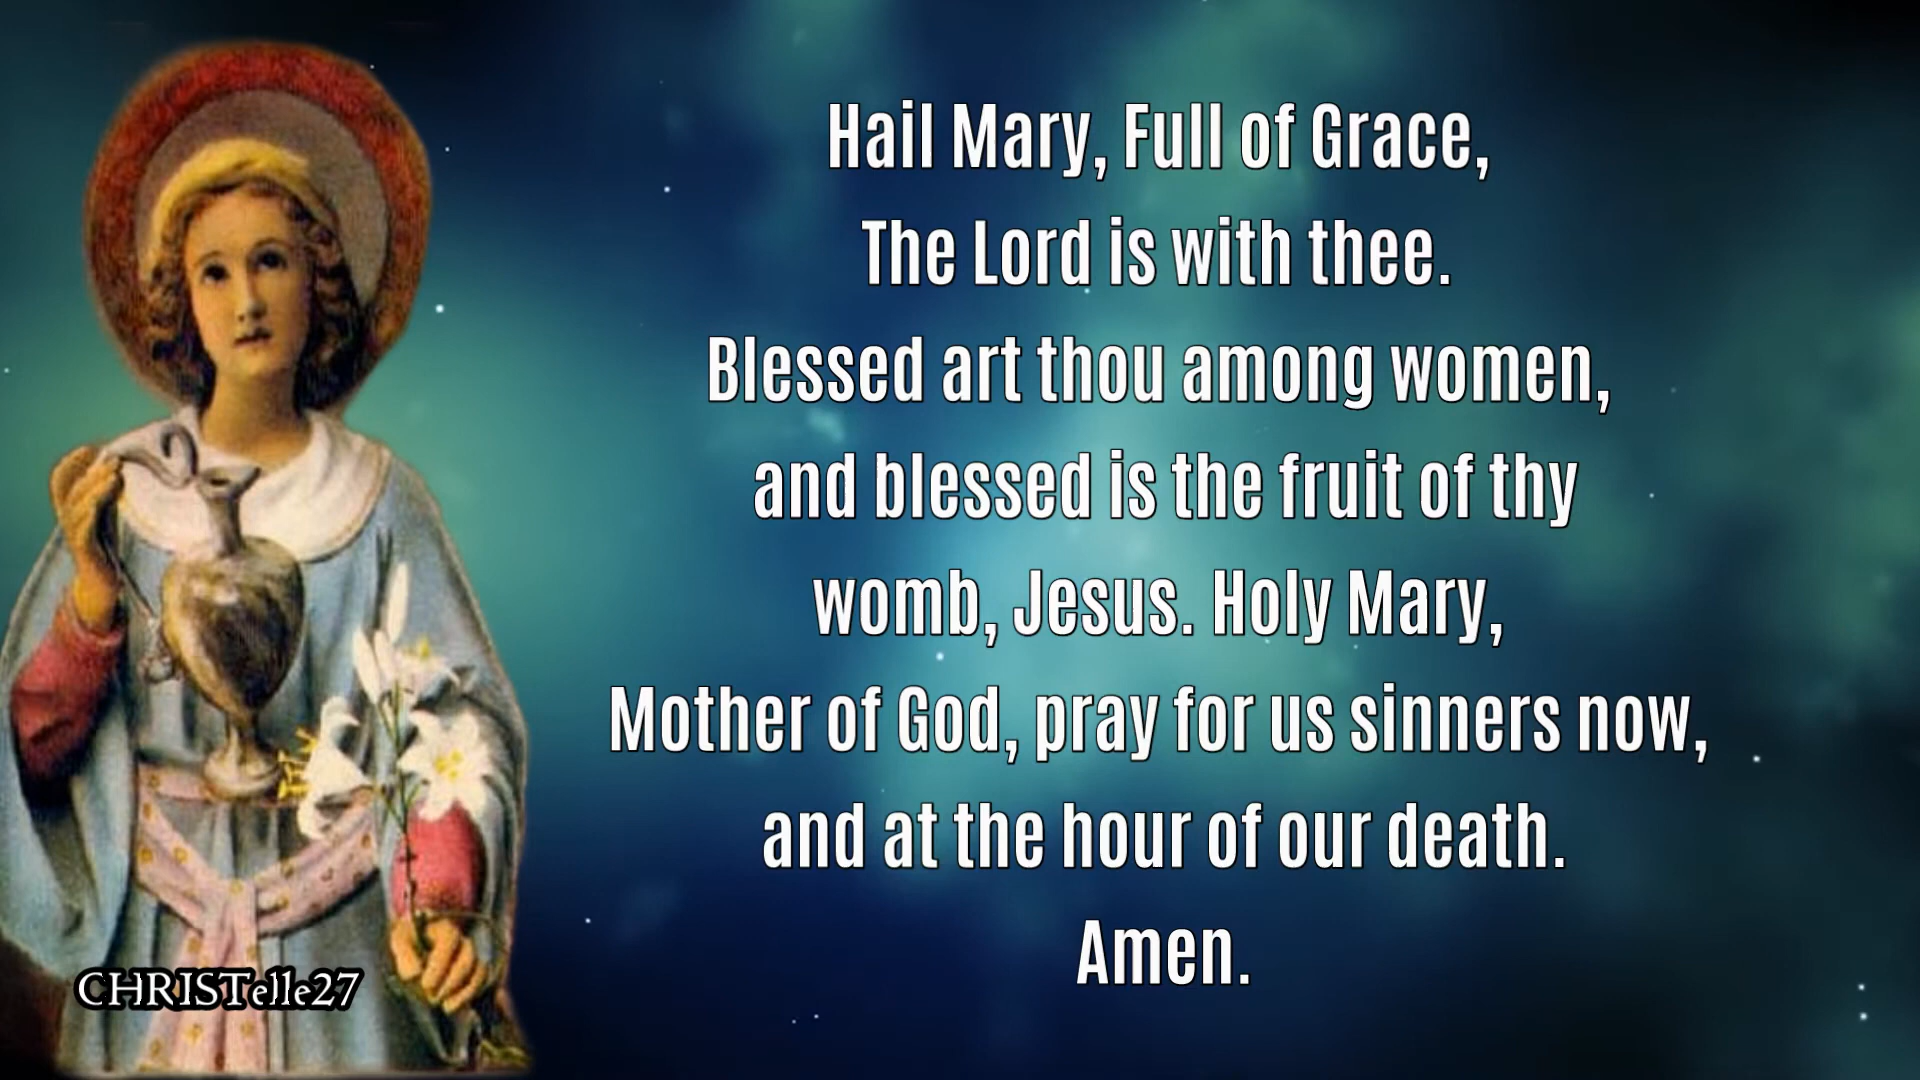 Hail Mary, Full of Grace,
The Lord is with thee.
Blessed art thou among women,
and blessed is the fruit of thy
womb, Jesus. Holy Mary,
Mother of God, pray for us sinners now,
and at the hour of our death.
Amen.
CHRISTelle27